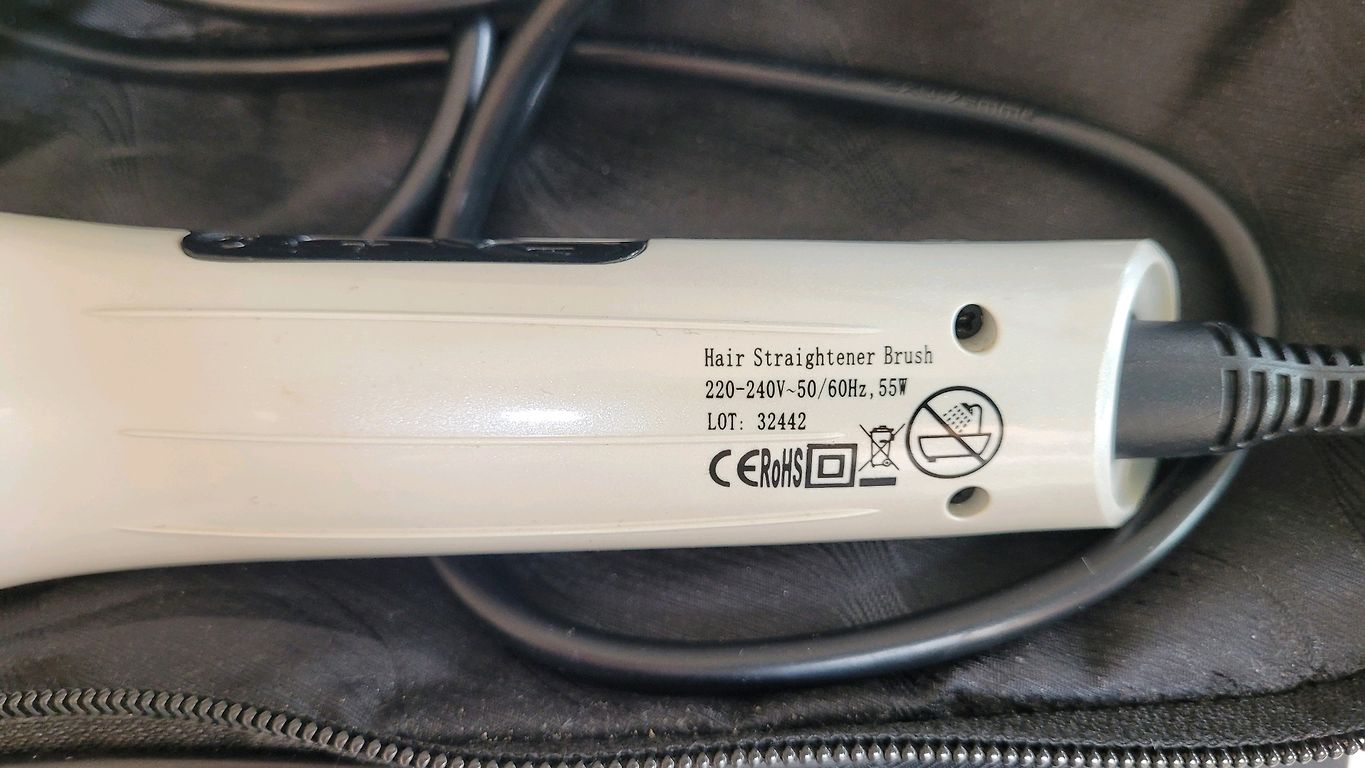 Hair Straightener Brush
220-240V~50/60Hz,55W
LOT: 32442
CE RoHS